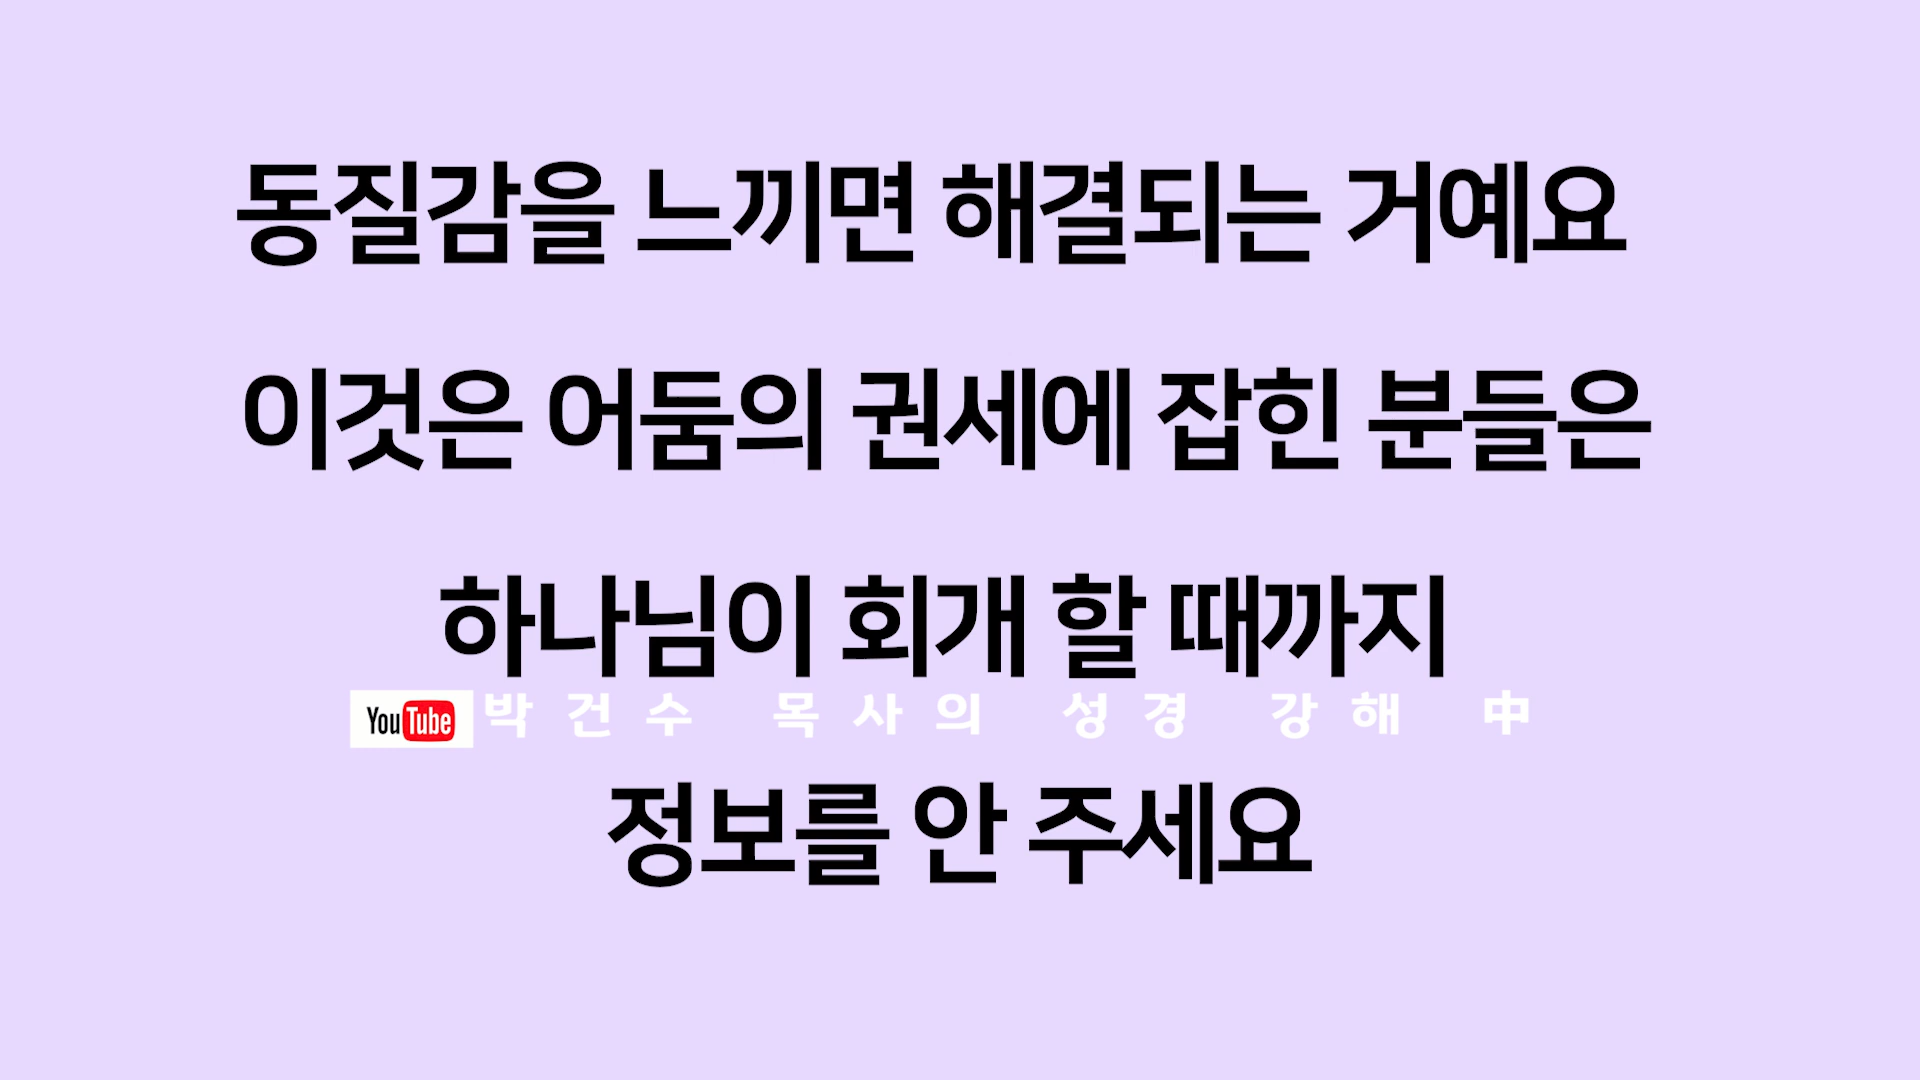 동질감을 느끼면 해결되는 거예요
이것은 어둠의 권세에 잡힌 분들은
하나님이 회개 할 때까지
YouTube 박건수 목사의 성경 강해 中
정보를 안 주세요